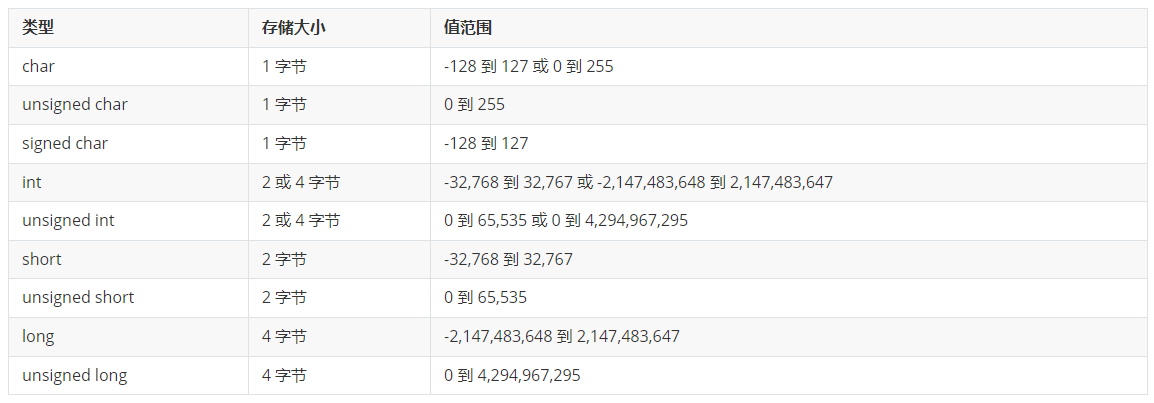 类型 存储大小 值范围
char 1 字节 -128 到 127 或 0 到 255
unsigned char 1 字节 0 到 255
signed char 1 字节 -128 到 127
int 2 或 4 字节 -32,768 到 32,767 或 -2,147,483,648 到 2,147,483,647
unsigned int 2 或 4 字节 0 到 65,535 或 0 到 4,294,967,295
short 2 字节 -32,768 到 32,767
unsigned short 2 字节 0 到 65,535
long 4 字节 -2,147,483,648 到 2,147,483,647
unsigned long 4 字节 0 到 4,294,967,295